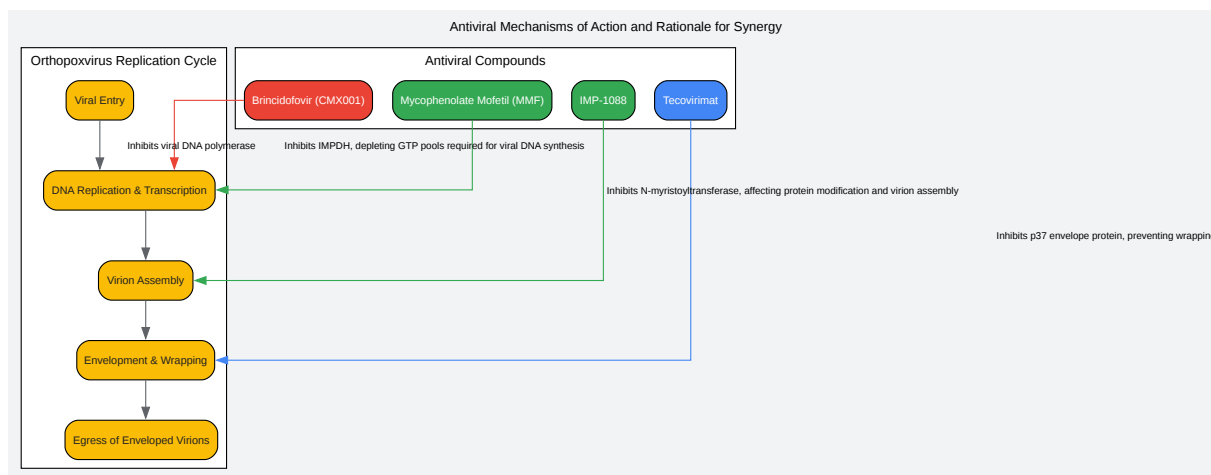 Antiviral Mechanisms of Action and Rationale for Synergy
Orthopoxvirus Replication Cycle
Antiviral Compounds
Viral Entry
Brincidofovir (CMX001)
Mycophenolate Mofetil (MMF)
IMP-1088
Tecovirimat
Inhibits viral DNA polymerase
Inhibits IMPDH, depleting GTP pools required for viral DNA synthesis
DNA Replication & Transcription
Inhibits N-myristoyltransferase, affecting protein modification and virion assembly
Inhibits p37 envelope protein, preventing
Virion Assembly
Envelopment & Wrapping
Egress of Enveloped Virions